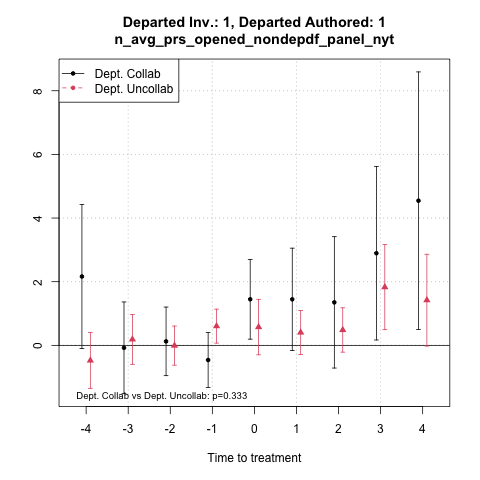 Departed Inv.: 1, Departed Authored: 1
n_avg_prs_opened_nondepdf_panel_nyt
Dept. Collab
Dept. Uncollab
8
6
4
2
0
Dept. Collab vs Dept. Uncollab: p=0.333
-4 -3 -2 -1 0 1 2 3 4
Time to treatment